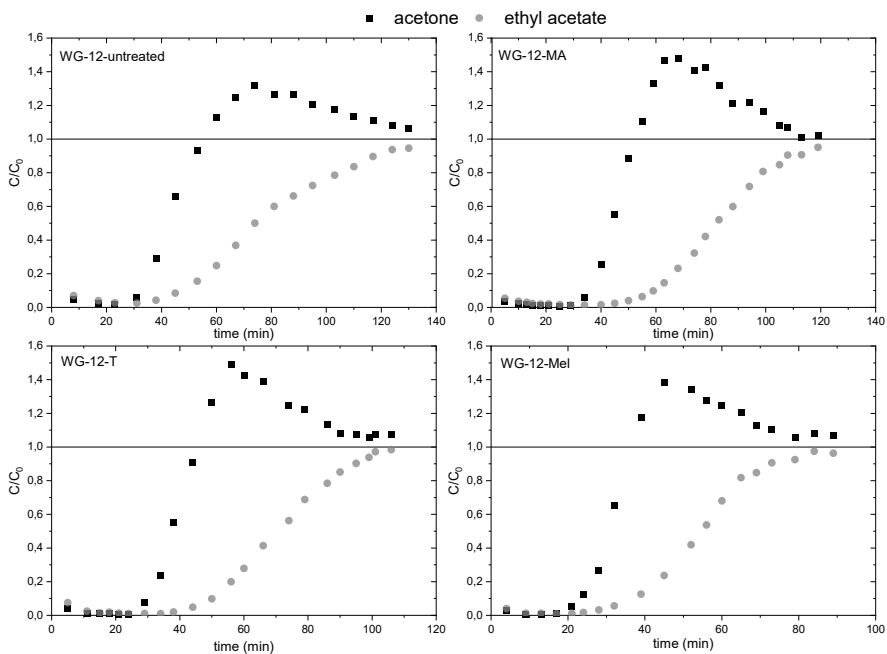 acetone ethyl acetate
WG-12-untreated
1,6
1,4
1,2
1,0
0,8
0,6
0,4
0,2
0,0
C/C0
0 20 40 60 80 100 120 140
time (min)
WG-12-MA
1,6
1,4
1,2
1,0
0,8
0,6
0,4
0,2
0,0
C/C0
0 20 40 60 80 100 120 140
time (min)
WG-12-T
1,6
1,4
1,2
1,0
0,8
0,6
0,4
0,2
0,0
C/C0
0 20 40 60 80 100 120
time (min)
WG-12-Mel
1,6
1,4
1,2
1,0
0,8
0,6
0,4
0,2
0,0
C/C0
0 20 40 60 80 100
time (min)